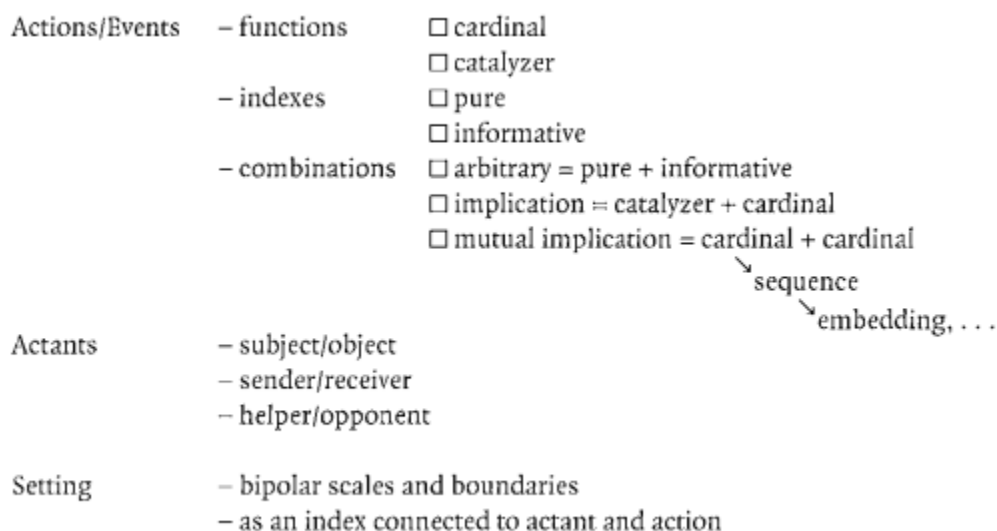 Actions/Events – functions □ cardinal
□ catalyzer
– indexes □ pure
□ informative
– combinations □ arbitrary = pure + informative
□ implication = catalyzer + cardinal
□ mutual implication = cardinal + cardinal
↘sequence
↘embedding, . . .
Actants – subject/object
– sender/receiver
– helper/opponent
Setting – bipolar scales and boundaries
– as an index connected to actant and action